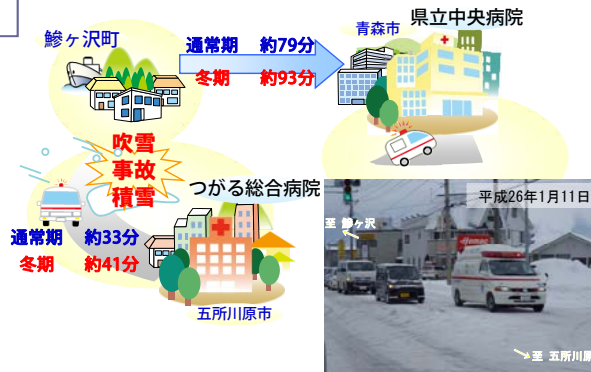 鰺ヶ沢町
通常期 約79分
冬期 約93分
青森市
県立中央病院
吹雪
事故
積雪
つがる総合病院
通常期 約33分
冬期 約41分
五所川原市
平成26年1月11日
至 鰺ヶ沢
至 五所川原